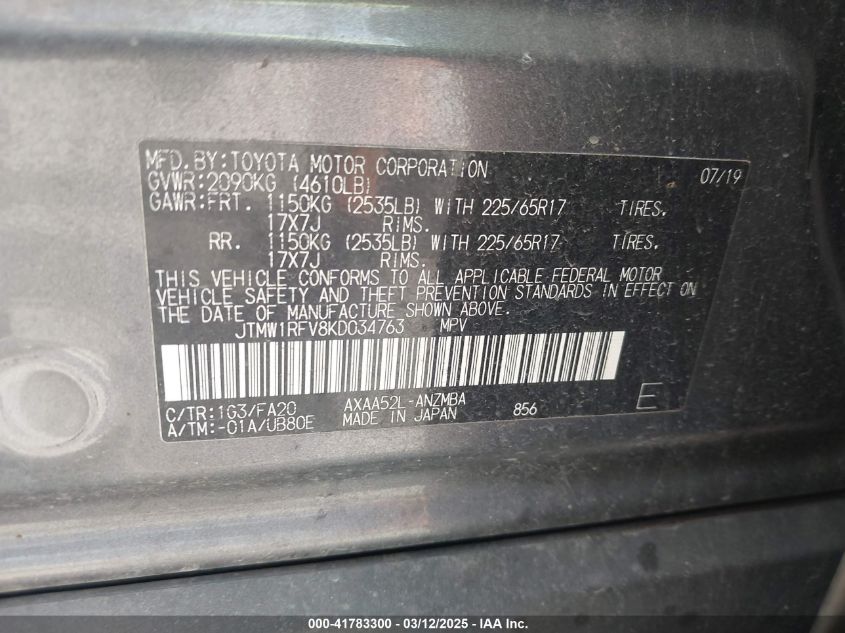 MFD.BY:TOYOTA MOTOR CORPORATION 07/19
GVWR:2090KG (4610LB)
GAWR:FRT. 1150KG (2535LB) WITH 225/65R17 TIRES.
17X7J RIMS.
RR. 1150KG (2535LB) WITH 225/65R17 TIRES.
17X7J RIMS.
THIS VEHICLE CONFORMS TO ALL APPLICABLE FEDERAL MOTOR
VEHICLE SAFETY AND THEFT PREVENTION STANDARDS IN EFFECT ON
THE DATE OF MANUFACTURE SHOWN ABOVE.
JTMW1RFV8KD034763 MPV
C/TR:1G3/FA20 AXAA52L-ANZMBA
A/TM:-01A/UB80E MADE IN JAPAN 856 E
000-41783300 - 03/12/2025 - IAA, Inc.